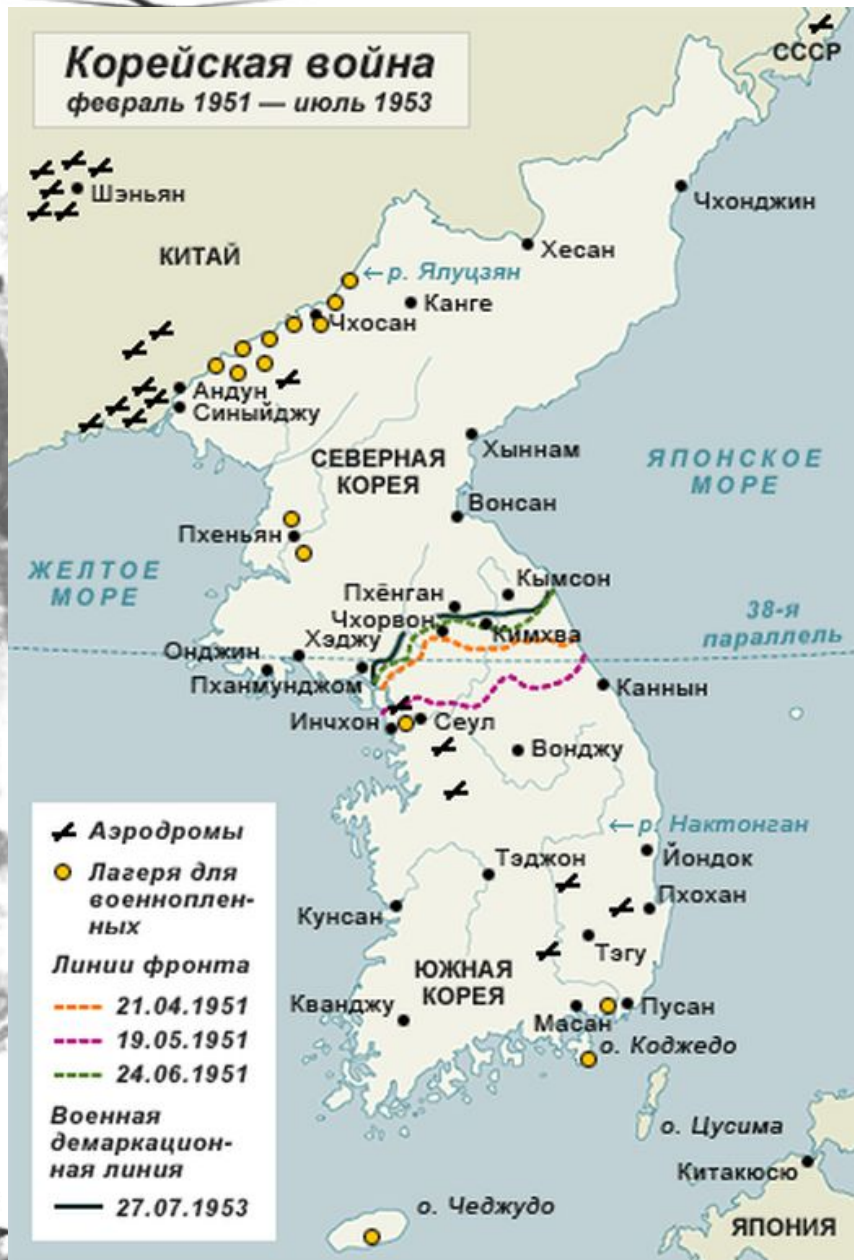 Корейская война
февраль 1951 — июль 1953
СССР
Шэньян
Чхонджин
КИТАЙ
Хесан
← р. Ялуцзян
Канге
Чхосан
Андун
Синыйджу
Хыннам
СЕВЕРНАЯ
КОРЕЯ
ЯПОНСКОЕ
МОРЕ
Вонсан
Пхеньян
ЖЕЛТОЕ
МОРЕ
Кымсон
Пхёнган
Чхорвон
Кимхва
38-я
параллель
Хэджу
Онджин
Пханмунджом
Каннын
Инчхон
Сеул
Вонджу
← р. Нактонган
Йондок
Тэджон
Пхохан
Кунсан
Тэгу
ЮЖНАЯ
КОРЕЯ
Кванджу
Масан
Пусан
о. Коджедо
о. Цусима
Китакюсю
о. Чеджудо
ЯПОНИЯ
Аэродромы
Лагеря для
военноплен-
ных
Линии фронта
21.04.1951
19.05.1951
24.06.1951
Военная
демаркацион-
ная линия
27.07.1953